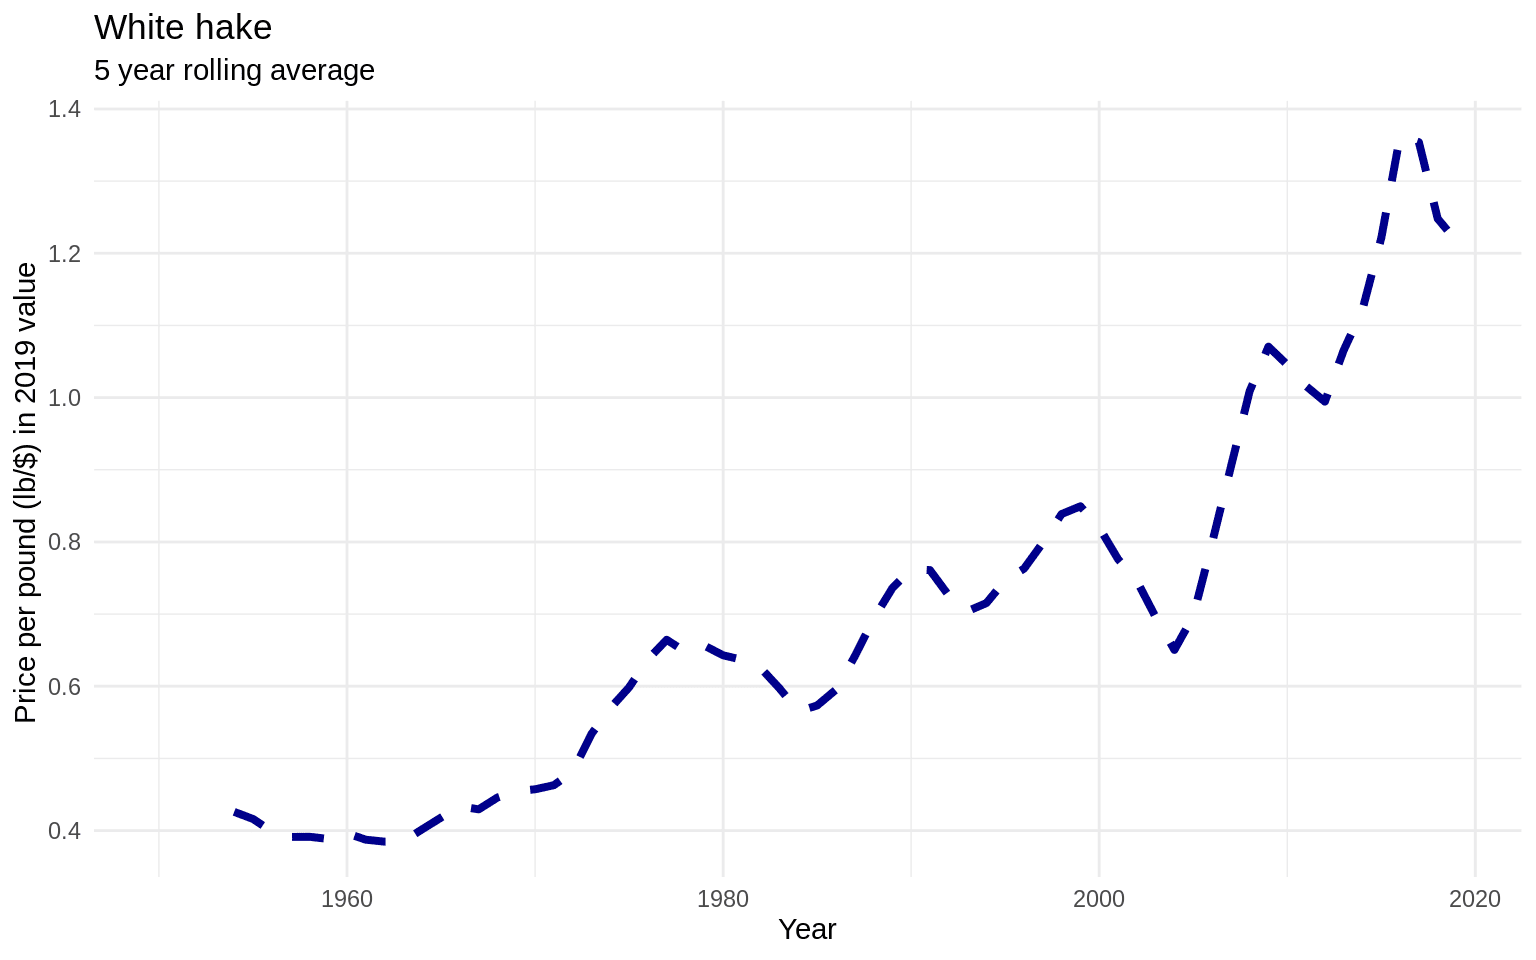 White hake
5 year rolling average
Price per pound (lb/$) in 2019 value
1.4
1.2
1.0
0.8
0.6
0.4
1960
1980
2000
2020
Year